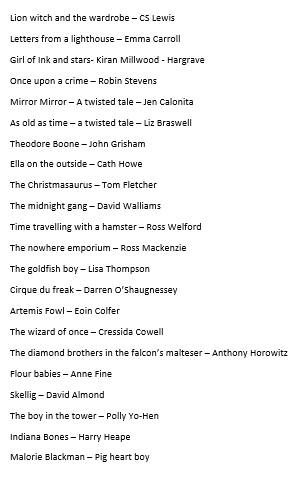 Lion witch and the wardrobe – CS Lewis
Letters from a lighthouse – Emma Carroll
Girl of Ink and stars- Kiran Millwood - Hargrave
Once upon a crime – Robin Stevens
Mirror Mirror – A twisted tale – Jen Calonita
As old as time – a twisted tale – Liz Braswell
Theodore Boone – John Grisham
Ella on the outside – Cath Howe
The Christmasaurus – Tom Fletcher
The midnight gang – David Walliams
Time travelling with a hamster – Ross Welford
The nowhere emporium – Ross Mackenzie
The goldfish boy – Lisa Thompson
Cirque du freak – Darren O'Shaugnessey
Artemis Fowl – Eoin Colfer
The wizard of once – Cressida Cowell
The diamond brothers in the falcon's malteser – Anthony Horowitz
Flour babies – Anne Fine
Skellig – David Almond
The boy in the tower – Polly Yo-Hen
Indiana Bones – Harry Heape
Malorie Blackman – Pig heart boy